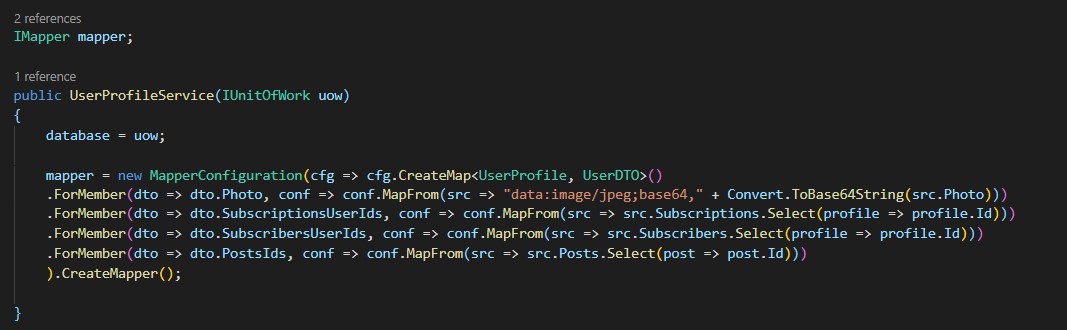 2 references
IMapper mapper;
1 reference
public UserProfileService(IUnitOfWork uow)
{
database = uow;
mapper = new MapperConfiguration(cfg => cfg.CreateMap<UserProfile, UserDTO>()
.ForMember(dto => dto.Photo, conf => conf.MapFrom(src => "data:image/jpeg;base64," + Convert.ToBase64String(src.Photo)))
.ForMember(dto => dto.SubscriptionsUserIds, conf => conf.MapFrom(src => src.Subscriptions.Select(profile => profile.Id)))
.ForMember(dto => dto.SubscribersUserIds, conf => conf.MapFrom(src => src.Subscribers.Select(profile => profile.Id)))
.ForMember(dto => dto.PostsIds, conf => conf.MapFrom(src => src.Posts.Select(post => post.Id)))
).CreateMapper();
}